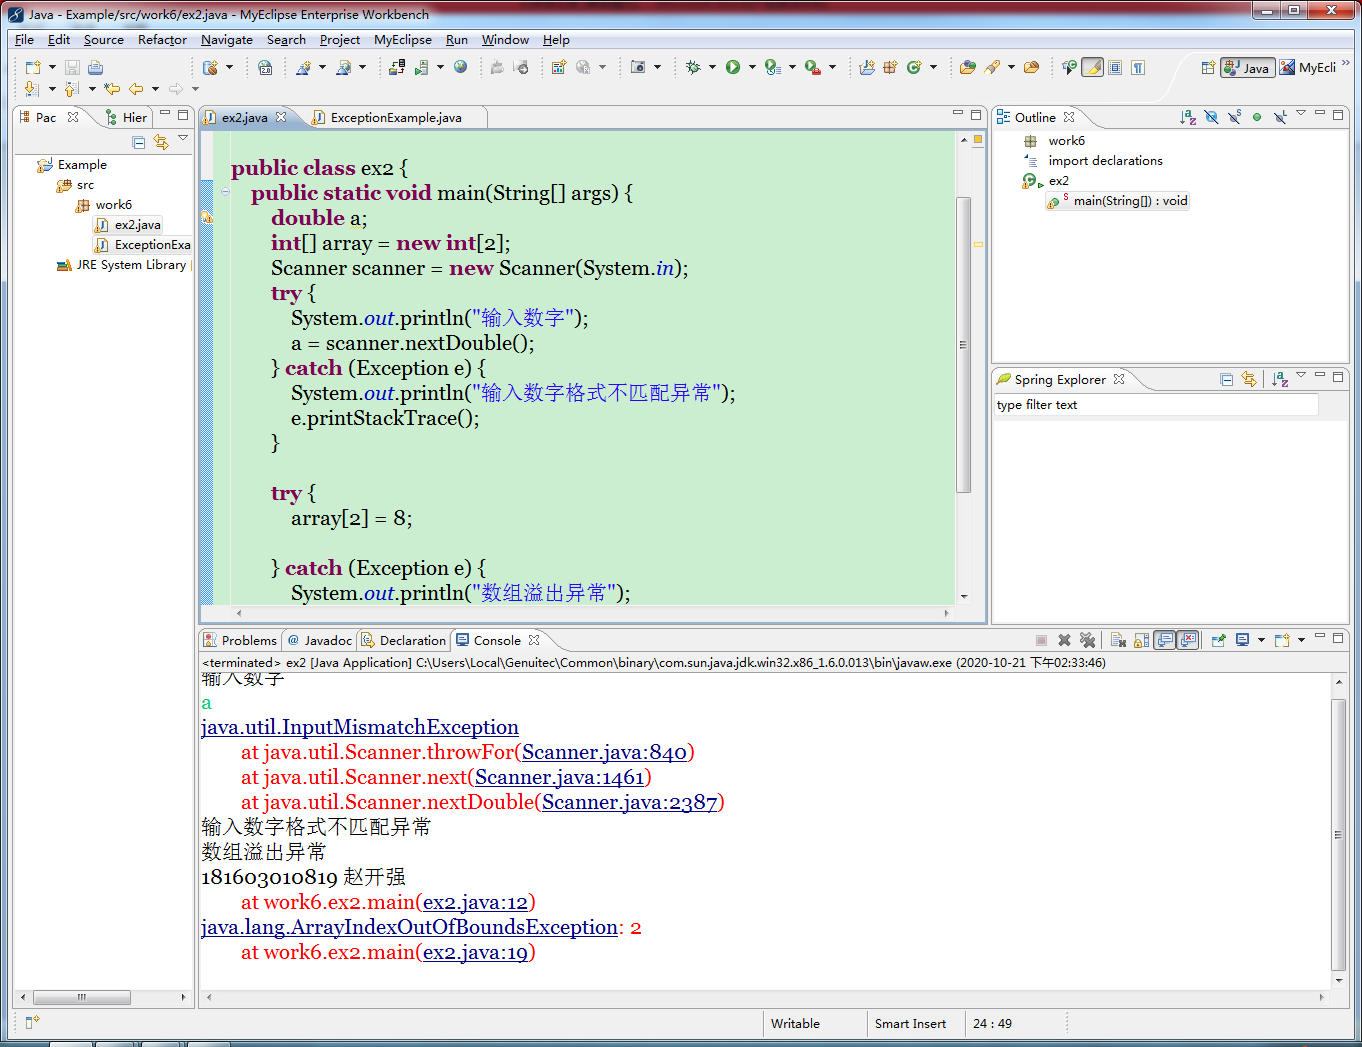 Java - Example/src/work6/ex2.java - MyEclipse Enterprise Workbench
File Edit Source Refactor Navigate Search Project MyEclipse Run Window Help
Java MyEcli
Pac Hier
Example
src
work6
ex2.java
ExceptionExa
JRE System Library
ex2.java ExceptionExample.java
public class ex2 {
public static void main(String[] args) {
double a;
int[] array = new int[2];
Scanner scanner = new Scanner(System.in);
try {
System.out.println("输入数字");
a = scanner.nextDouble();
} catch (Exception e) {
System.out.println("输入数字格式不匹配异常");
e.printStackTrace();
}
try {
array[2] = 8;
} catch (Exception e) {
System.out.println("数组溢出异常");
Outline
work6
import declarations
ex2
main(String[]) : void
Spring Explorer
type filter text
Problems @ Javadoc Declaration Console
<terminated> ex2 [Java Application] C:\Users\Local\Genuitec\Common\binary\com.sun.java.jdk.win32.x86_1.6.0.013\bin\javaw.exe (2020-10-21 下午02:33:46)
输入数字
a
java.util.InputMismatchException
at java.util.Scanner.throwFor(Scanner.java:840)
at java.util.Scanner.next(Scanner.java:1461)
at java.util.Scanner.nextDouble(Scanner.java:2387)
输入数字格式不匹配异常
数组溢出异常
181603010819 赵开强
at work6.ex2.main(ex2.java:12)
java.lang.ArrayIndexOutOfBoundsException: 2
at work6.ex2.main(ex2.java:19)
Writable Smart Insert 24 : 49